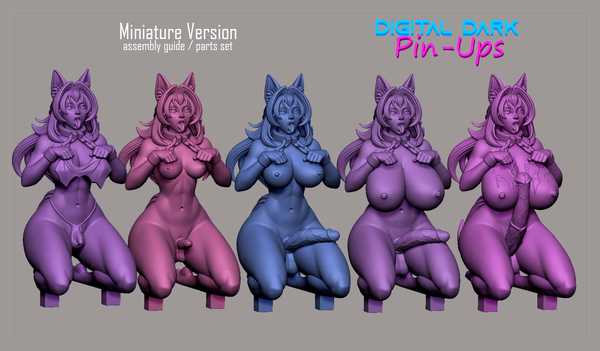 Miniature Version
assembly guide / parts set
DIGITAL DARK
Pin-Ups